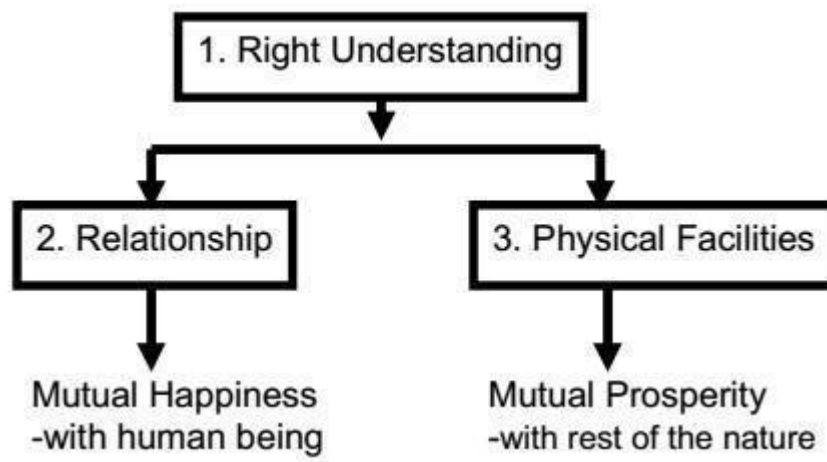 1. Right Understanding
2. Relationship
3. Physical Facilities
Mutual Happiness
-with human being
Mutual Prosperity
-with rest of the nature